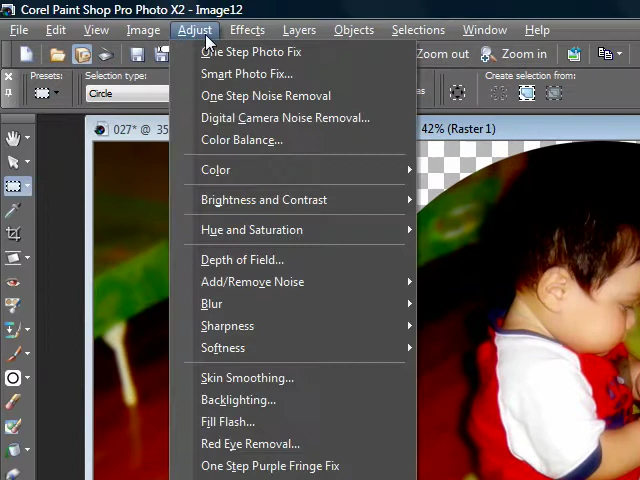 Corel Paint Shop Pro Photo X2 - Image12
File Edit View Image Adjust Effects Layers Objects Selections Window Help
Zoom out Zoom in
Presets: Selection type: Create selection from:
Circle as
027* @ 35 42% (Raster 1)
One Step Photo Fix
Smart Photo Fix...
One Step Noise Removal
Digital Camera Noise Removal...
Color Balance...
Color
Brightness and Contrast
Hue and Saturation
Depth of Field...
Add/Remove Noise
Blur
Sharpness
Softness
Skin Smoothing...
Backlighting...
Fill Flash...
Red Eye Removal...
One Step Purple Fringe Fix